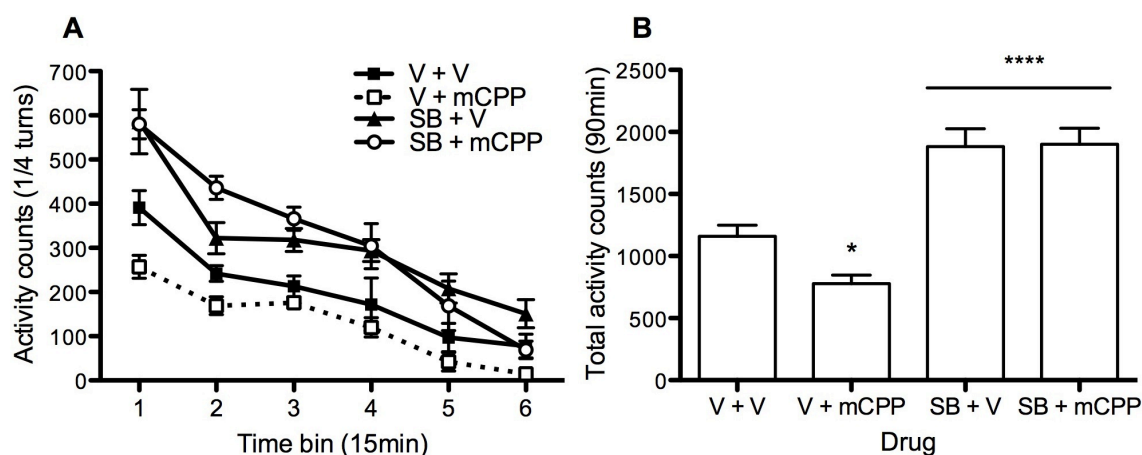 A
Activity counts (1/4 turns)
700
600
500
400
300
200
100
0
V + V
V + mCPP
SB + V
SB + mCPP
1 2 3 4 5 6
Time bin (15min)
B
Total activity counts (90min)
2500
2000
1500
1000
500
0
****
*
V + V V + mCPP SB + V SB + mCPP
Drug